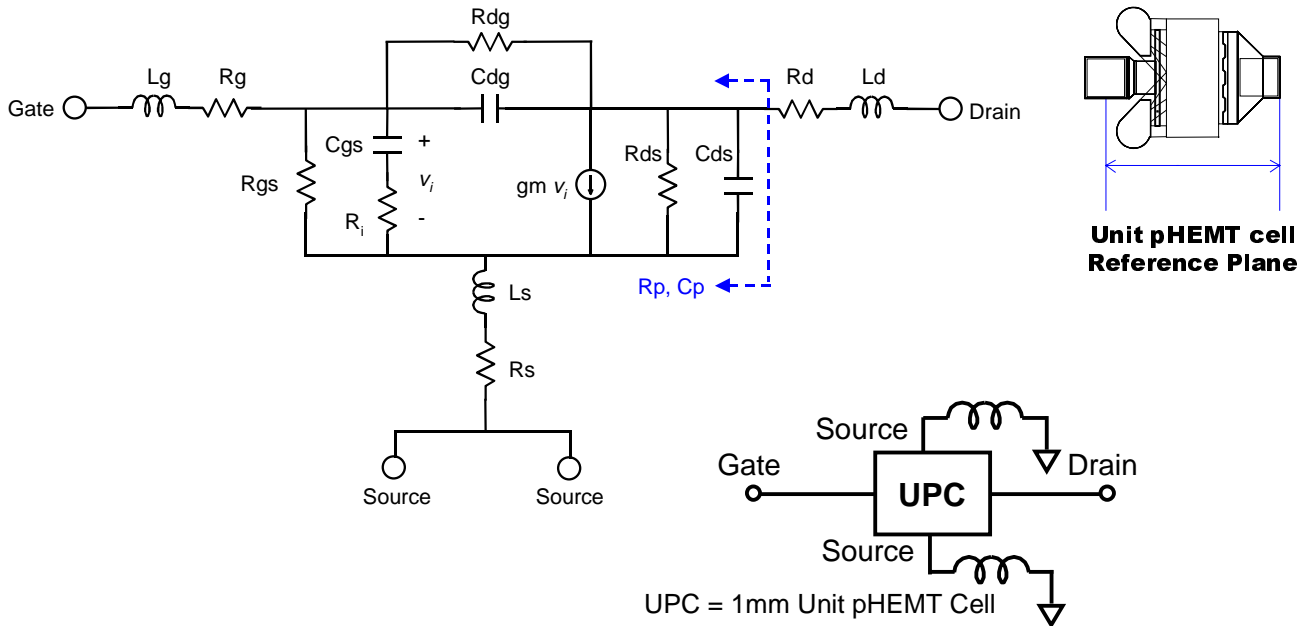 Rdg
Lg
Rg
Cdg
Rd
Ld
Gate
Drain
Cgs
+
Rds
Cds
Rgs
vi
gm vi
Ri
-
Rp, Cp
Ls
Rs
Source
Source
Unit pHEMT cell
Reference Plane
Source
Gate
Drain
UPC
Source
UPC = 1mm Unit pHEMT Cell